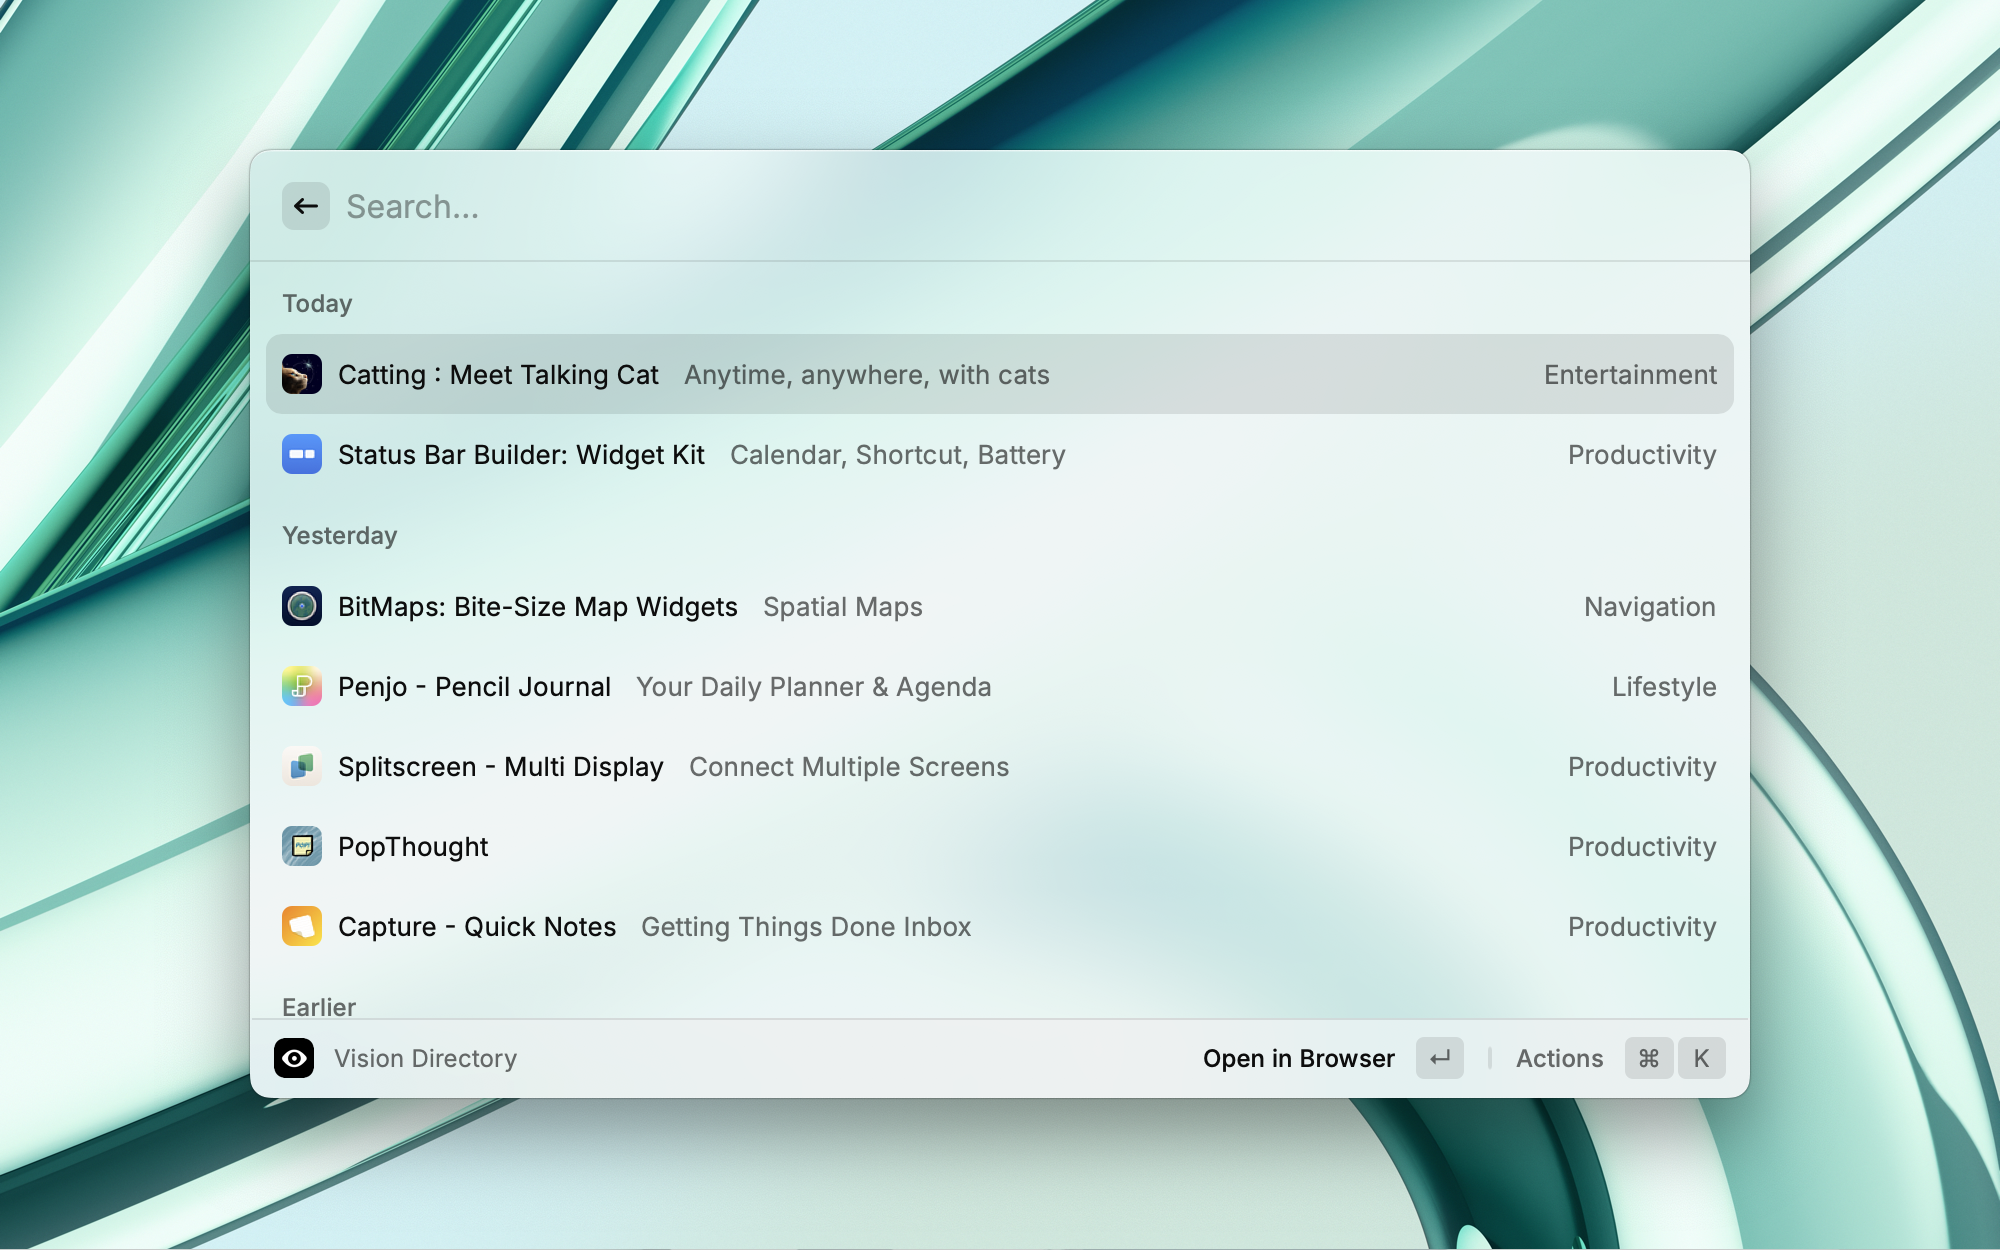 Search...
Today
Catting : Meet Talking Cat Anytime, anywhere, with cats Entertainment
Status Bar Builder: Widget Kit Calendar, Shortcut, Battery Productivity
Yesterday
BitMaps: Bite-Size Map Widgets Spatial Maps Navigation
Penjo - Pencil Journal Your Daily Planner & Agenda Lifestyle
Splitscreen - Multi Display Connect Multiple Screens Productivity
PopThought Productivity
Capture - Quick Notes Getting Things Done Inbox Productivity
Earlier
Vision Directory Open in Browser ↵ Actions ⌘ K